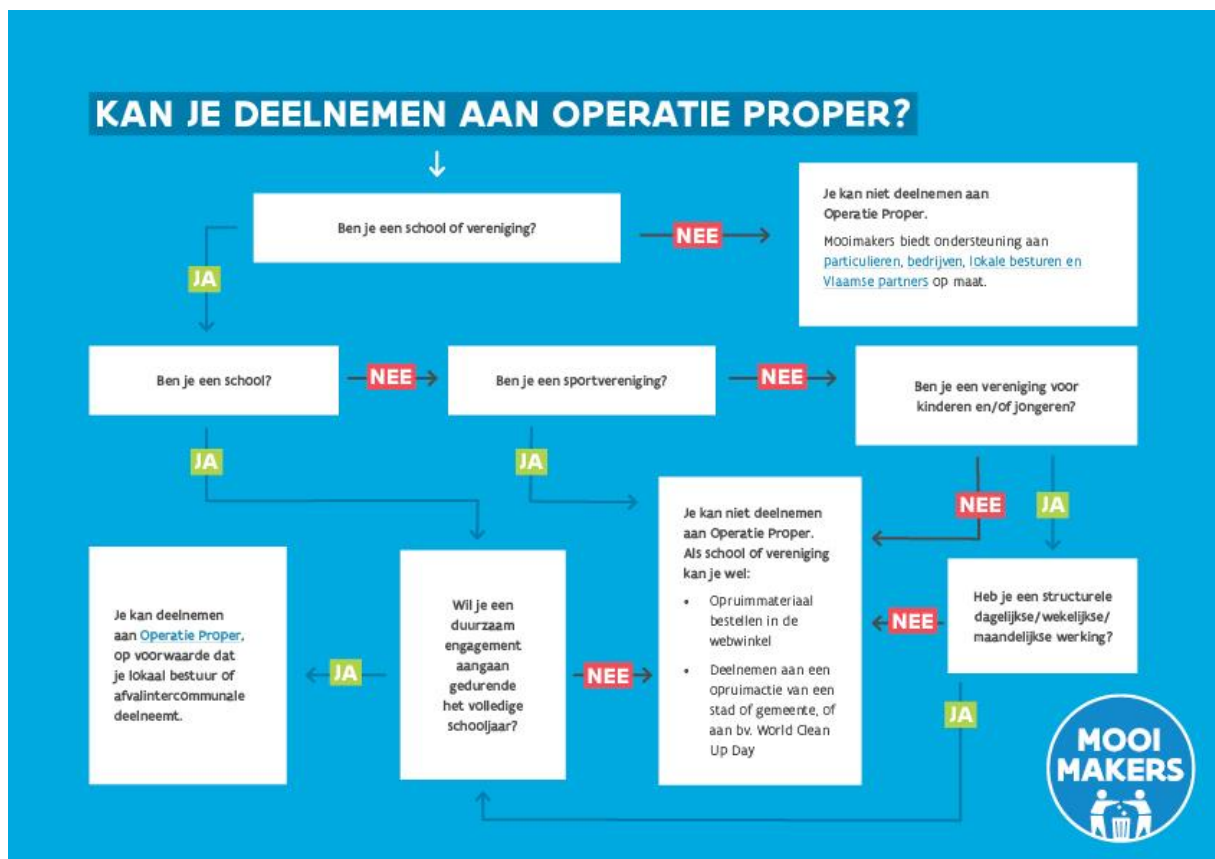 KAN JE DEELNEMEN AAN OPERATIE PROPER?
Ben je een school of vereniging?
NEE
Je kan niet deelnemen aan
Operatie Proper.
Mooimakers biedt ondersteuning aan
particulieren, bedrijven, lokale besturen en
Vlaamse partners op maat.
JA
Ben je een school?
NEE
Ben je een sportvereniging?
NEE
Ben je een vereniging voor
kinderen en/of jongeren?
JA
JA
NEE
JA
Je kan deelnemen
aan Operatie Proper,
op voorwaarde dat
je lokaal bestuur of
afvalintercommunale
deelneemt.
JA
Wil je een
duurzaam
engagement
aangaan
gedurende
het volledige
schooljaar?
NEE
Je kan niet deelnemen
aan Operatie Proper.
Als school of vereniging
kan je wel:
• Opruimmateriaal
bestellen in de
webwinkel
• Deelnemen aan een
opruimactie van een
stad of gemeente, of
aan bv. World Clean
Up Day
NEE
Heb je een structurele
dagelijkse/wekelijkse/
maandelijkse werking?
JA
MOOI
MAKERS